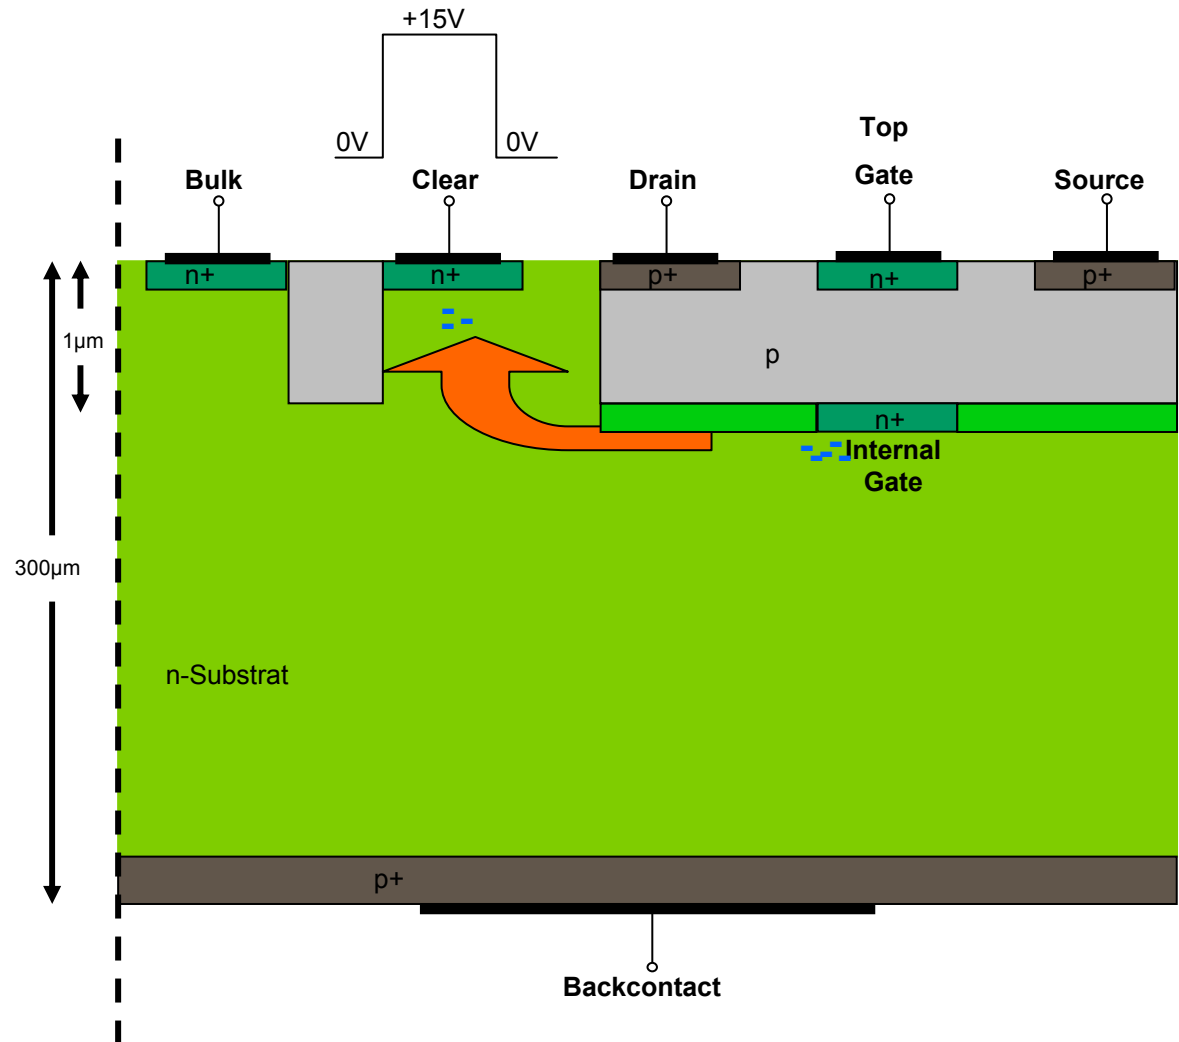 +15V
0V
0V
Top
Gate
Bulk
Clear
Drain
Source
n+
n+
p+
n+
p+
1µm
p
n+
Internal
Gate
300µm
n-Substrat
p+
Backcontact